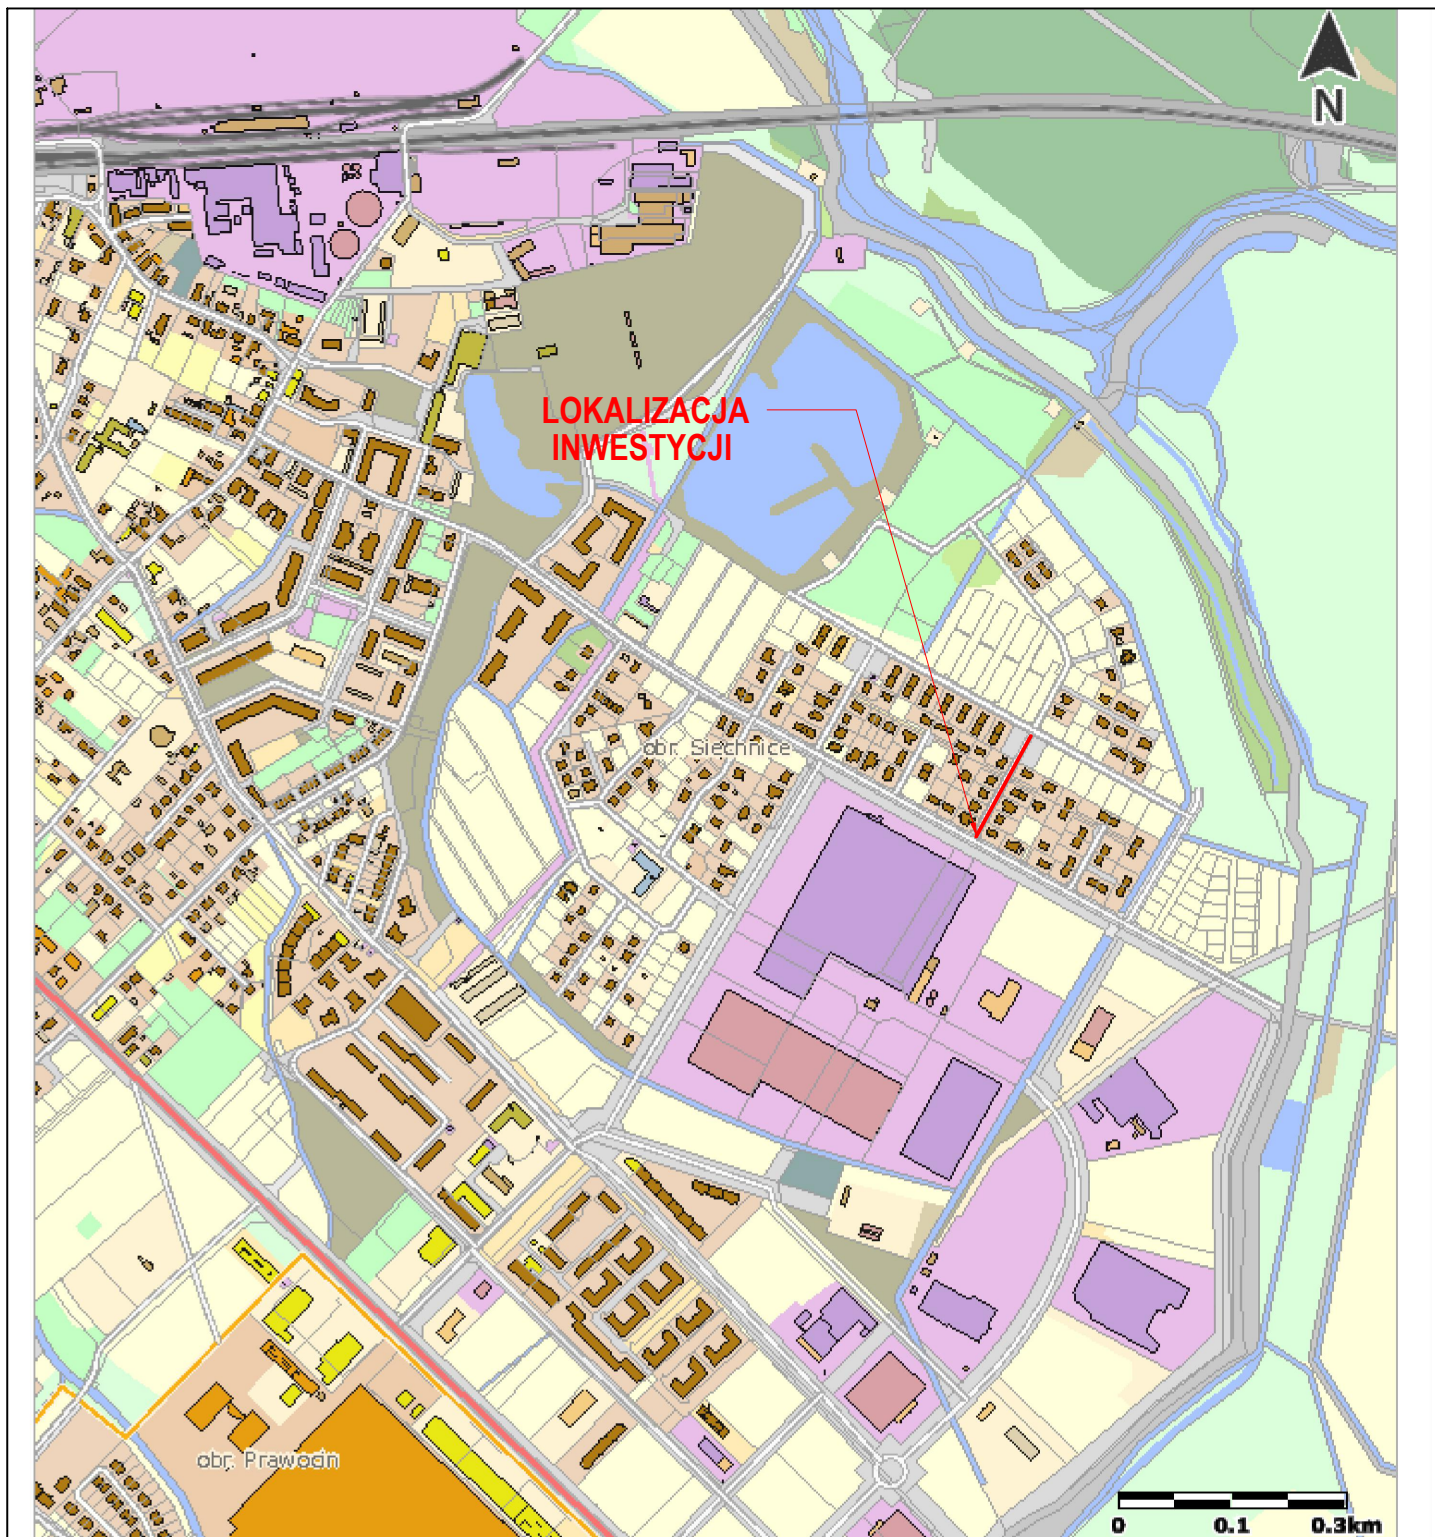 N
LOKALIZACJA
INWESTYCJI
obr. Siechnice
obr. Prawocin
0 0.1 0.3km